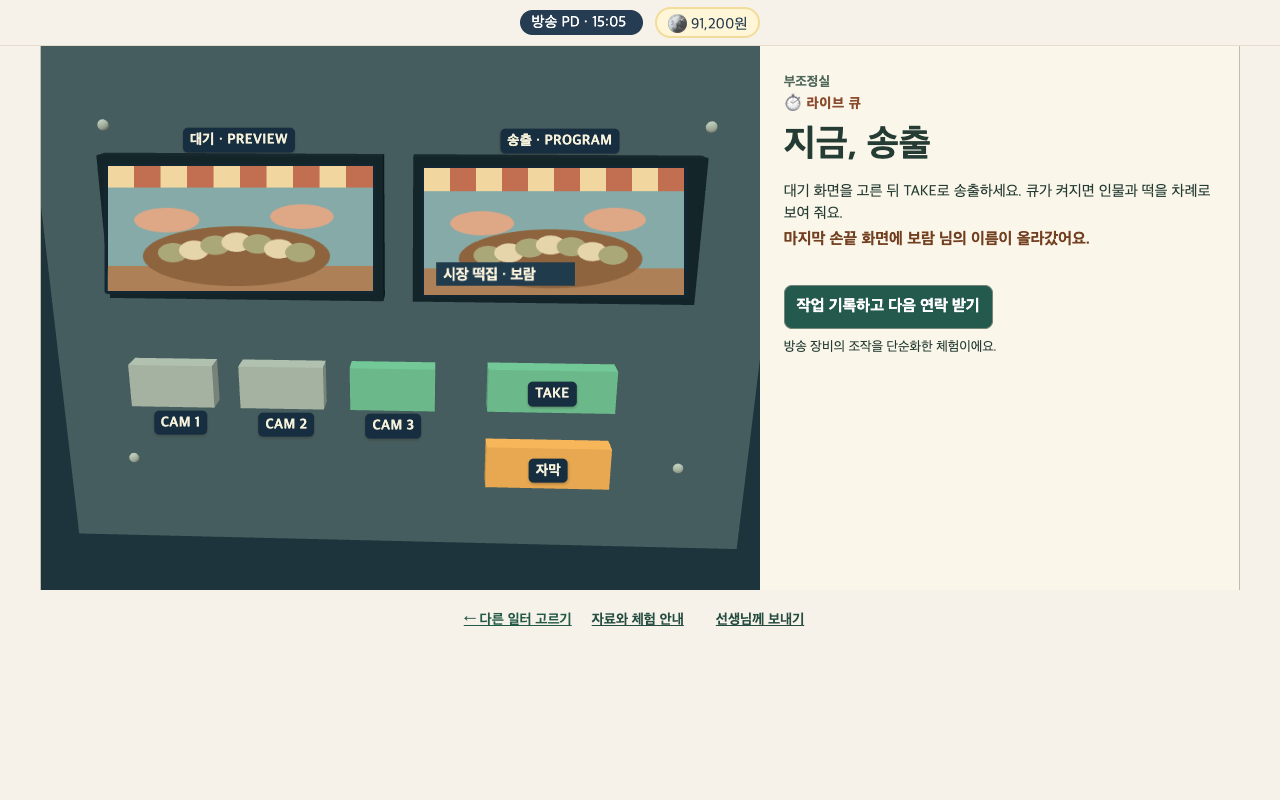 방송 PD · 15:05
91,200원
대기 · PREVIEW
송출 · PROGRAM
시장 떡집 · 보람
CAM 1
CAM 2
CAM 3
TAKE
자막
부조정실
라이브 큐
지금, 송출
대기 화면을 고른 뒤 TAKE로 송출하세요. 큐가 켜지면 인물과 떡을 차례로
보여 줘요.
마지막 손끝 화면에 보람 님의 이름이 올라갔어요.
작업 기록하고 다음 연락 받기
방송 장비의 조작을 단순화한 체험이에요.
← 다른 일터 고르기
자료와 체험 안내
선생님께 보내기